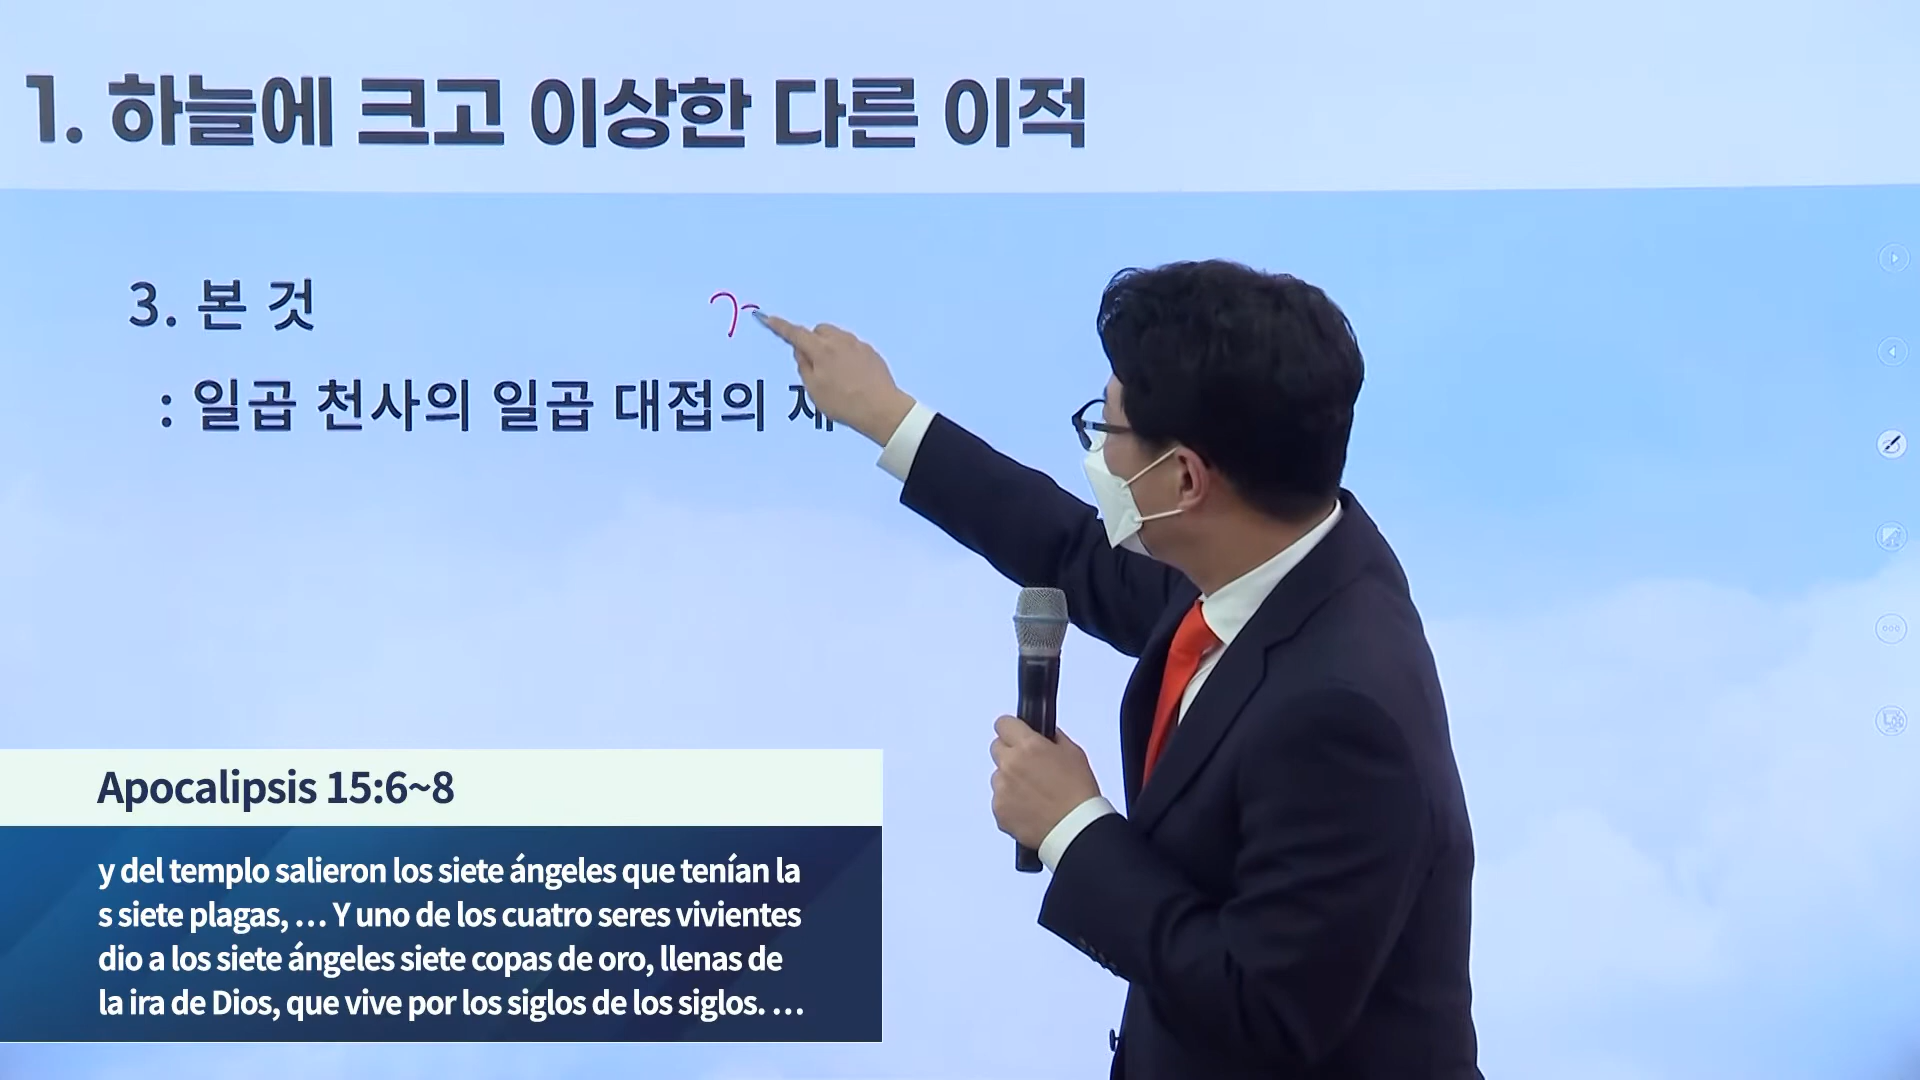 1. 하늘에 크고 이상한 다른 이적
3. 본 것
: 일곱 천사의 일곱 대접의
Apocalipsis 15:6~8
y del templo salieron los siete ángeles que tenían la
s siete plagas, … Y uno de los cuatro seres vivientes
dio a los siete ángeles siete copas de oro, llenas de
la ira de Dios, que vive por los siglos de los siglos. …